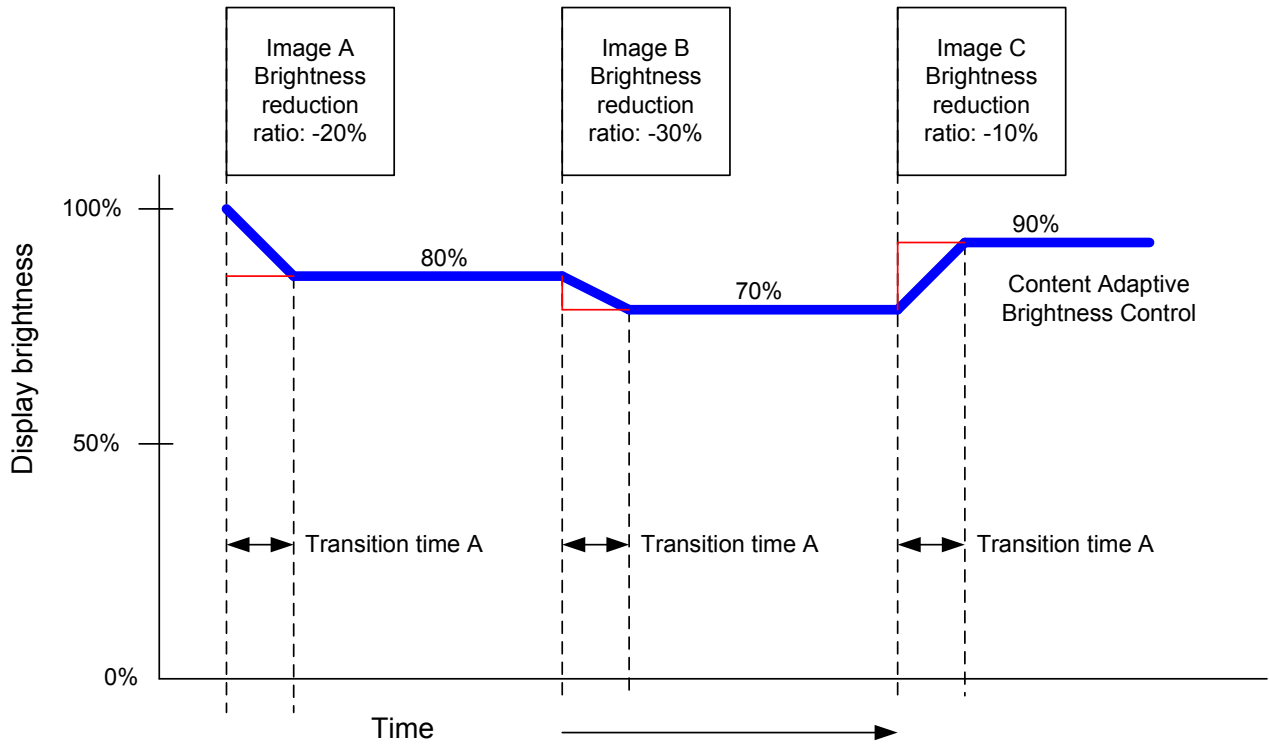 Image A
Brightness
reduction
ratio: -20%
Image B
Brightness
reduction
ratio: -30%
Image C
Brightness
reduction
ratio: -10%
100%
80%
70%
90%
Content Adaptive
Brightness Control
Display brightness
50%
Transition time A
Transition time A
Transition time A
0%
Time